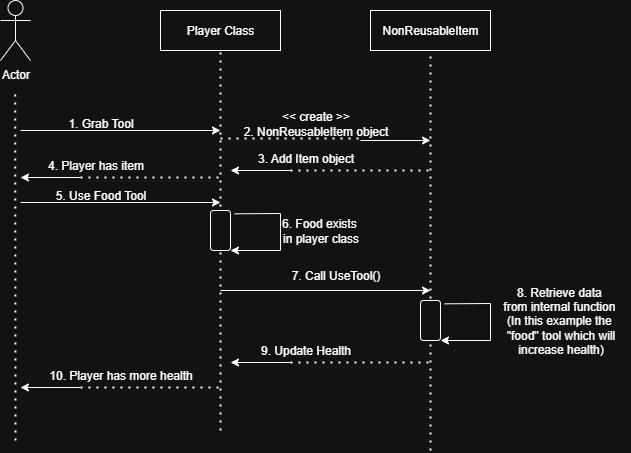 Player Class
NonReusableItem
Actor
<< create >>
1. Grab Tool
2. NonReusableItem object
3. Add Item object
4. Player has item
5. Use Food Tool
6. Food exists
in player class
7. Call UseTool()
8. Retrieve data
from internal function
(In this example the
"food" tool which will
increase health)
9. Update Health
10. Player has more health